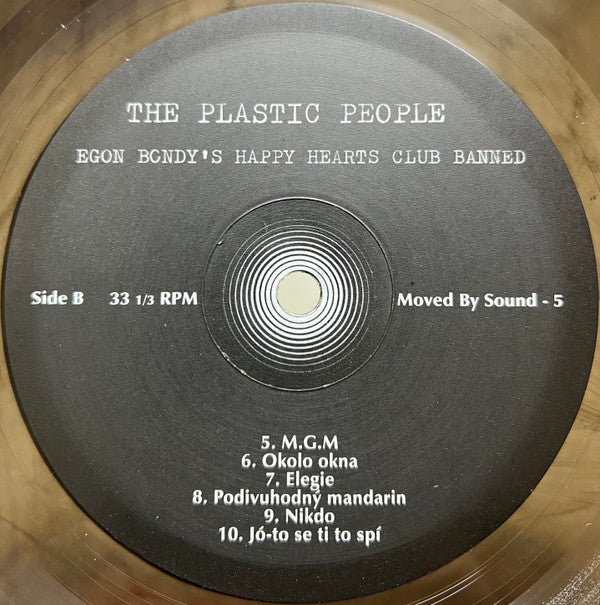 THE PLASTIC PEOPLE
EGON BONDY'S HAPPY HEARTS CLUB BANNED
Side B 33 1/3 RPM Moved By Sound - 5
5. M.G.M
6. Okolo okna
7. Elegie
8. Podivuhodný mandarin
9. Nikdo
10. Jó-to se ti to spí